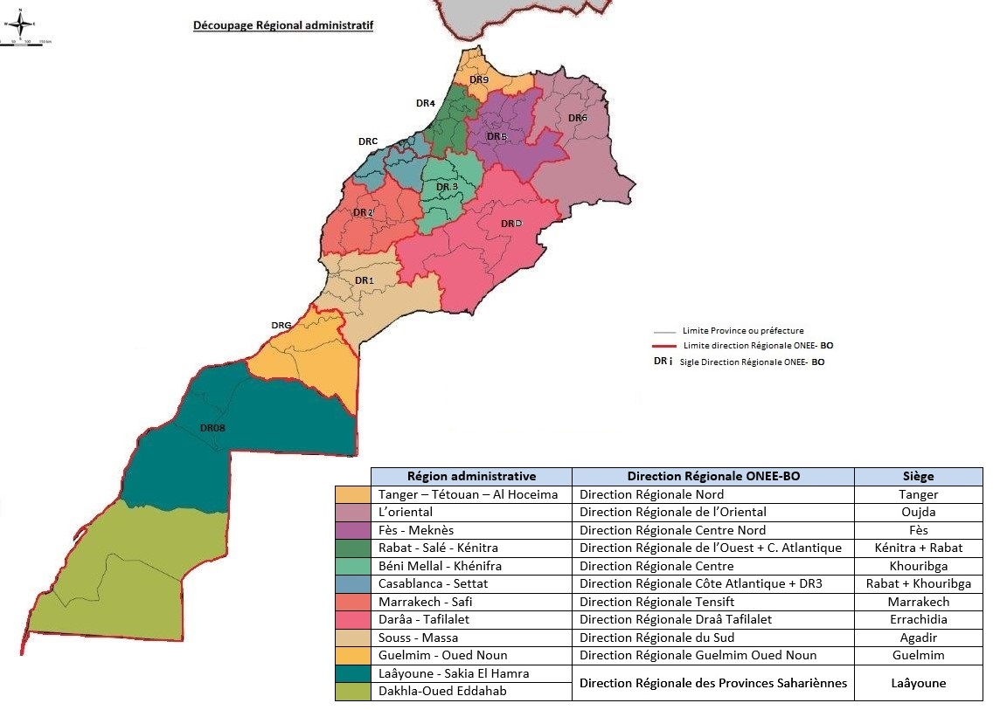 Découpage Régional administratif
N
W
E
S
DR9
DR4
DR6
DR5
DRC
DR.3
DR2
DRD
DR1
DRG
DR08
Limite Province ou préfecture
Limite direction Régionale ONEE- BO
DR i Sigle Direction Régionale ONEE- BO
Région administrative Direction Régionale ONEE-BO Siège
Tanger – Tétouan – Al Hoceima Direction Régionale Nord Tanger
L’oriental Direction Régionale de l’Oriental Oujda
Fès - Meknès Direction Régionale Centre Nord Fès
Rabat - Salé - Kénitra Direction Régionale de l’Ouest + C. Atlantique Kénitra + Rabat
Béni Mellal - Khénifra Direction Régionale Centre Khouribga
Casablanca - Settat Direction Régionale Côte Atlantique + DR3 Rabat + Khouribga
Marrakech - Safi Direction Régionale Tensift Marrakech
Darâa - Tafilalet Direction Régionale Draâ Tafilalet Errachidia
Souss - Massa Direction Régionale du Sud Agadir
Guelmim - Oued Noun Direction Régionale Guelmim Oued Noun Guelmim
Laâyoune - Sakia El Hamra
Direction Régionale des Provinces Sahariènnes Laâyoune
Dakhla-Oued Eddahab